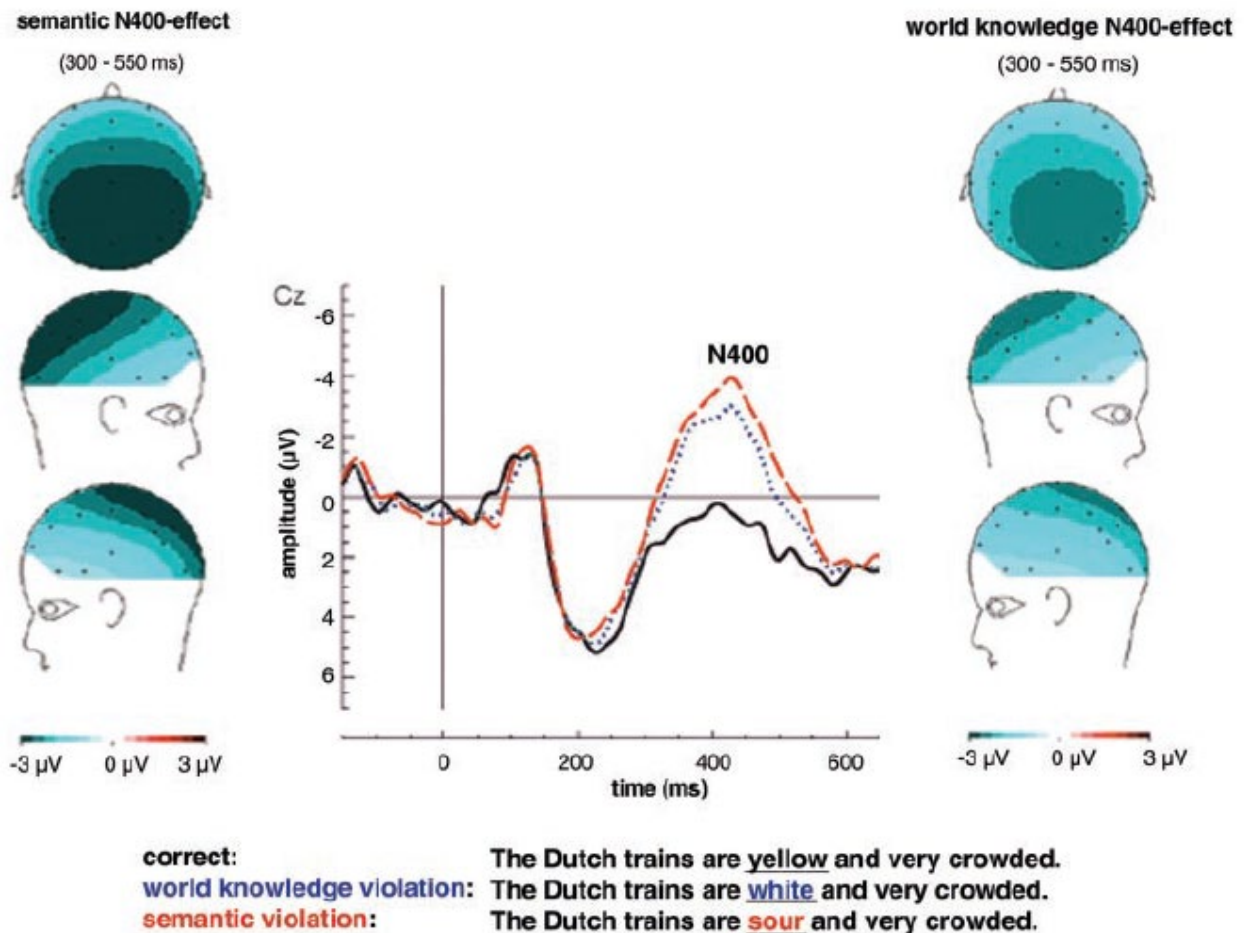 semantic N400-effect
(300 - 550 ms)
world knowledge N400-effect
(300 - 550 ms)
Cz
N400
-6
-4
-2
0
2
4
6
amplitude (µV)
0 200 400 600
time (ms)
-3 µV 0 µV 3 µV
-3 µV 0 µV 3 µV
correct: The Dutch trains are yellow and very crowded.
world knowledge violation: The Dutch trains are white and very crowded.
semantic violation: The Dutch trains are sour and very crowded.